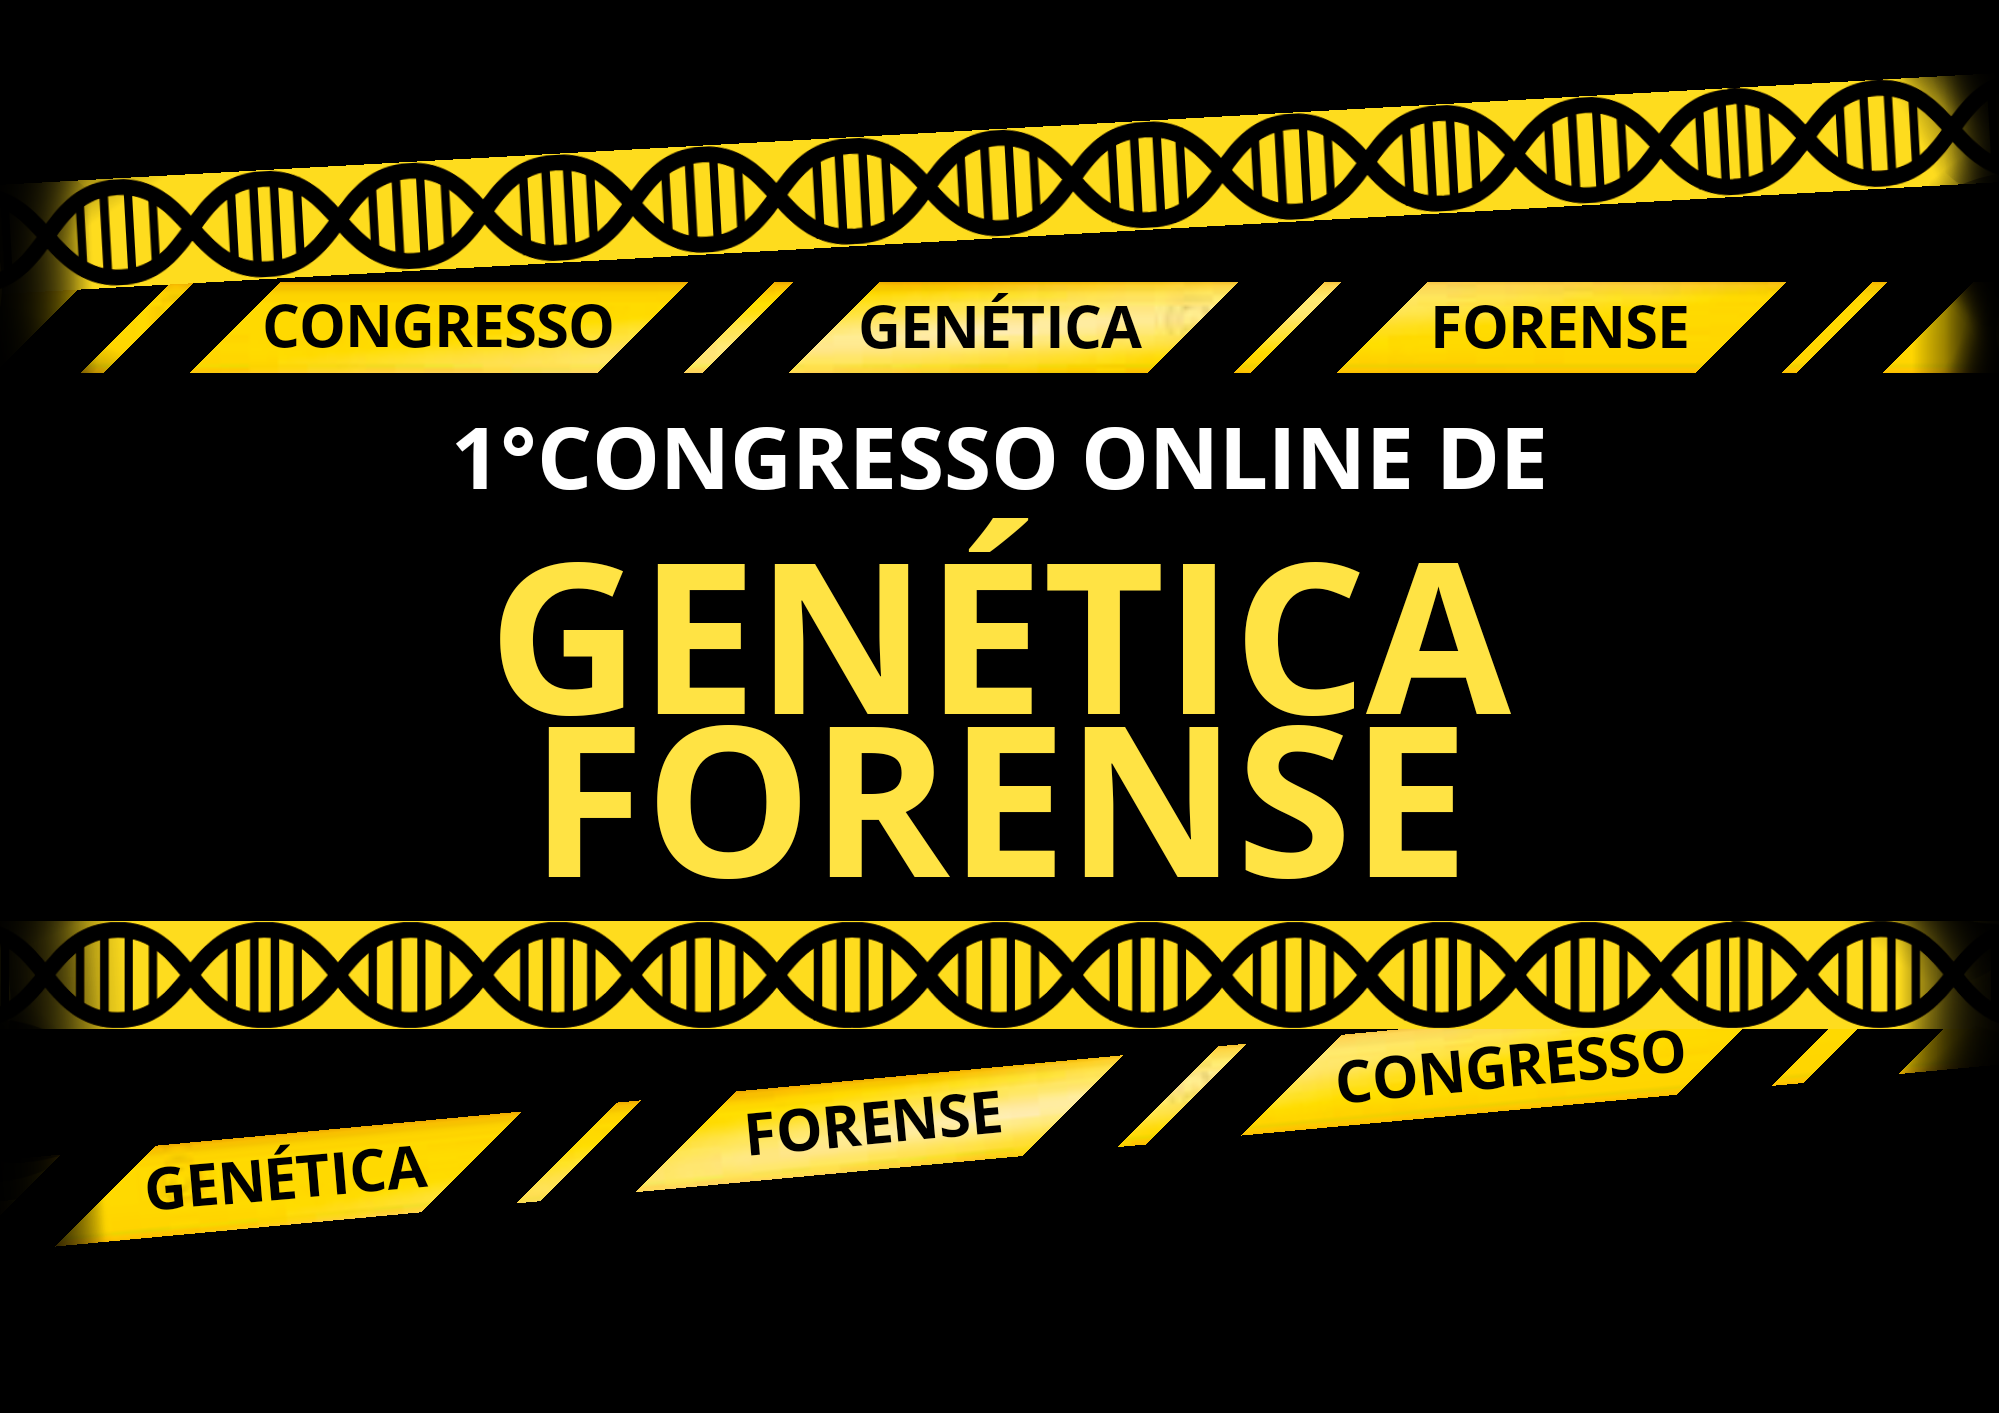 CONGRESSO GENÉTICA FORENSE
1°CONGRESSO ONLINE DE
GENÉTICA
FORENSE
GENÉTICA FORENSE CONGRESSO